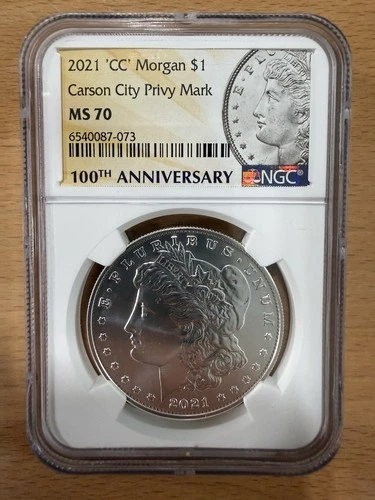 2021 'CC' Morgan $1
Carson City Privy Mark
MS 70
6540087-073
100TH ANNIVERSARY
NGC®
E·PLURIBUS·UNUM
LIBERTY
2021